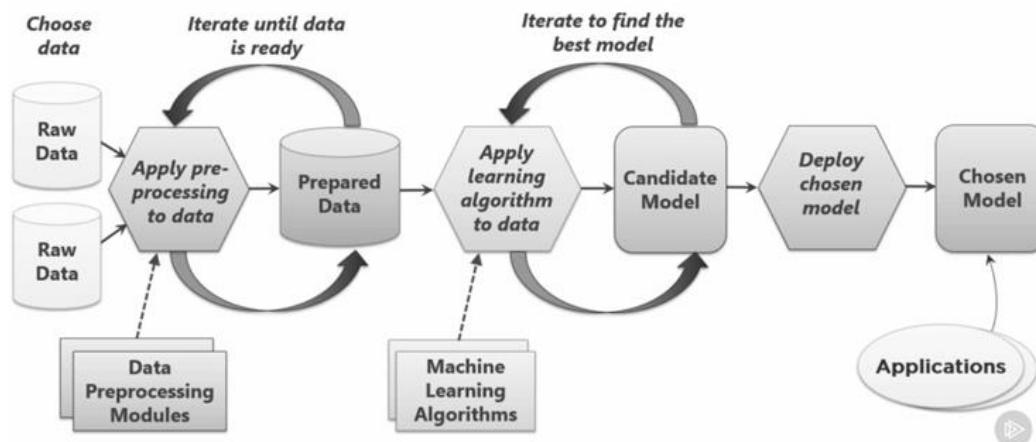 Choose
data
Iterate until data
is ready
Iterate to find the
best model
Raw
Data
Raw
Data
Apply pre-
processing
to data
Prepared
Data
Apply
learning
algorithm
to data
Candidate
Model
Deploy
chosen
model
Chosen
Model
Data
Preprocessing
Modules
Machine
Learning
Algorithms
Applications